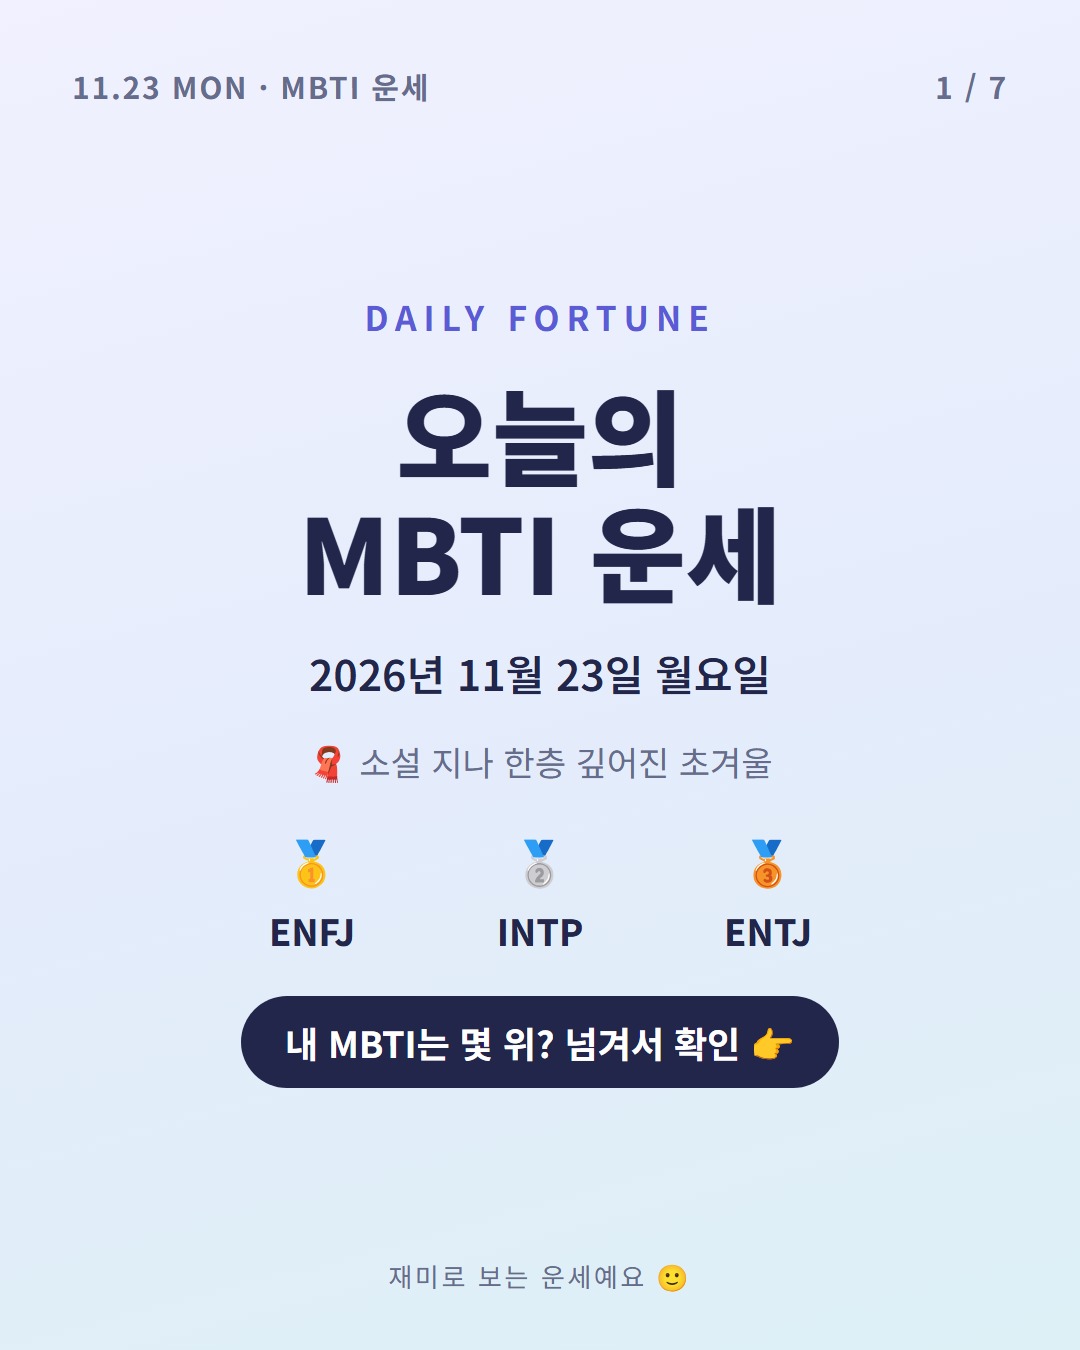 11.23 MON · MBTI 운세
1 / 7
DAILY FORTUNE
오늘의
MBTI 운세
2026년 11월 23일 월요일
🧣 소설 지나 한층 깊어진 초겨울
🥇 🥈 🥉
ENFJ INTP ENTJ
내 MBTI는 몇 위? 넘겨서 확인 👉
재미로 보는 운세예요 🙂